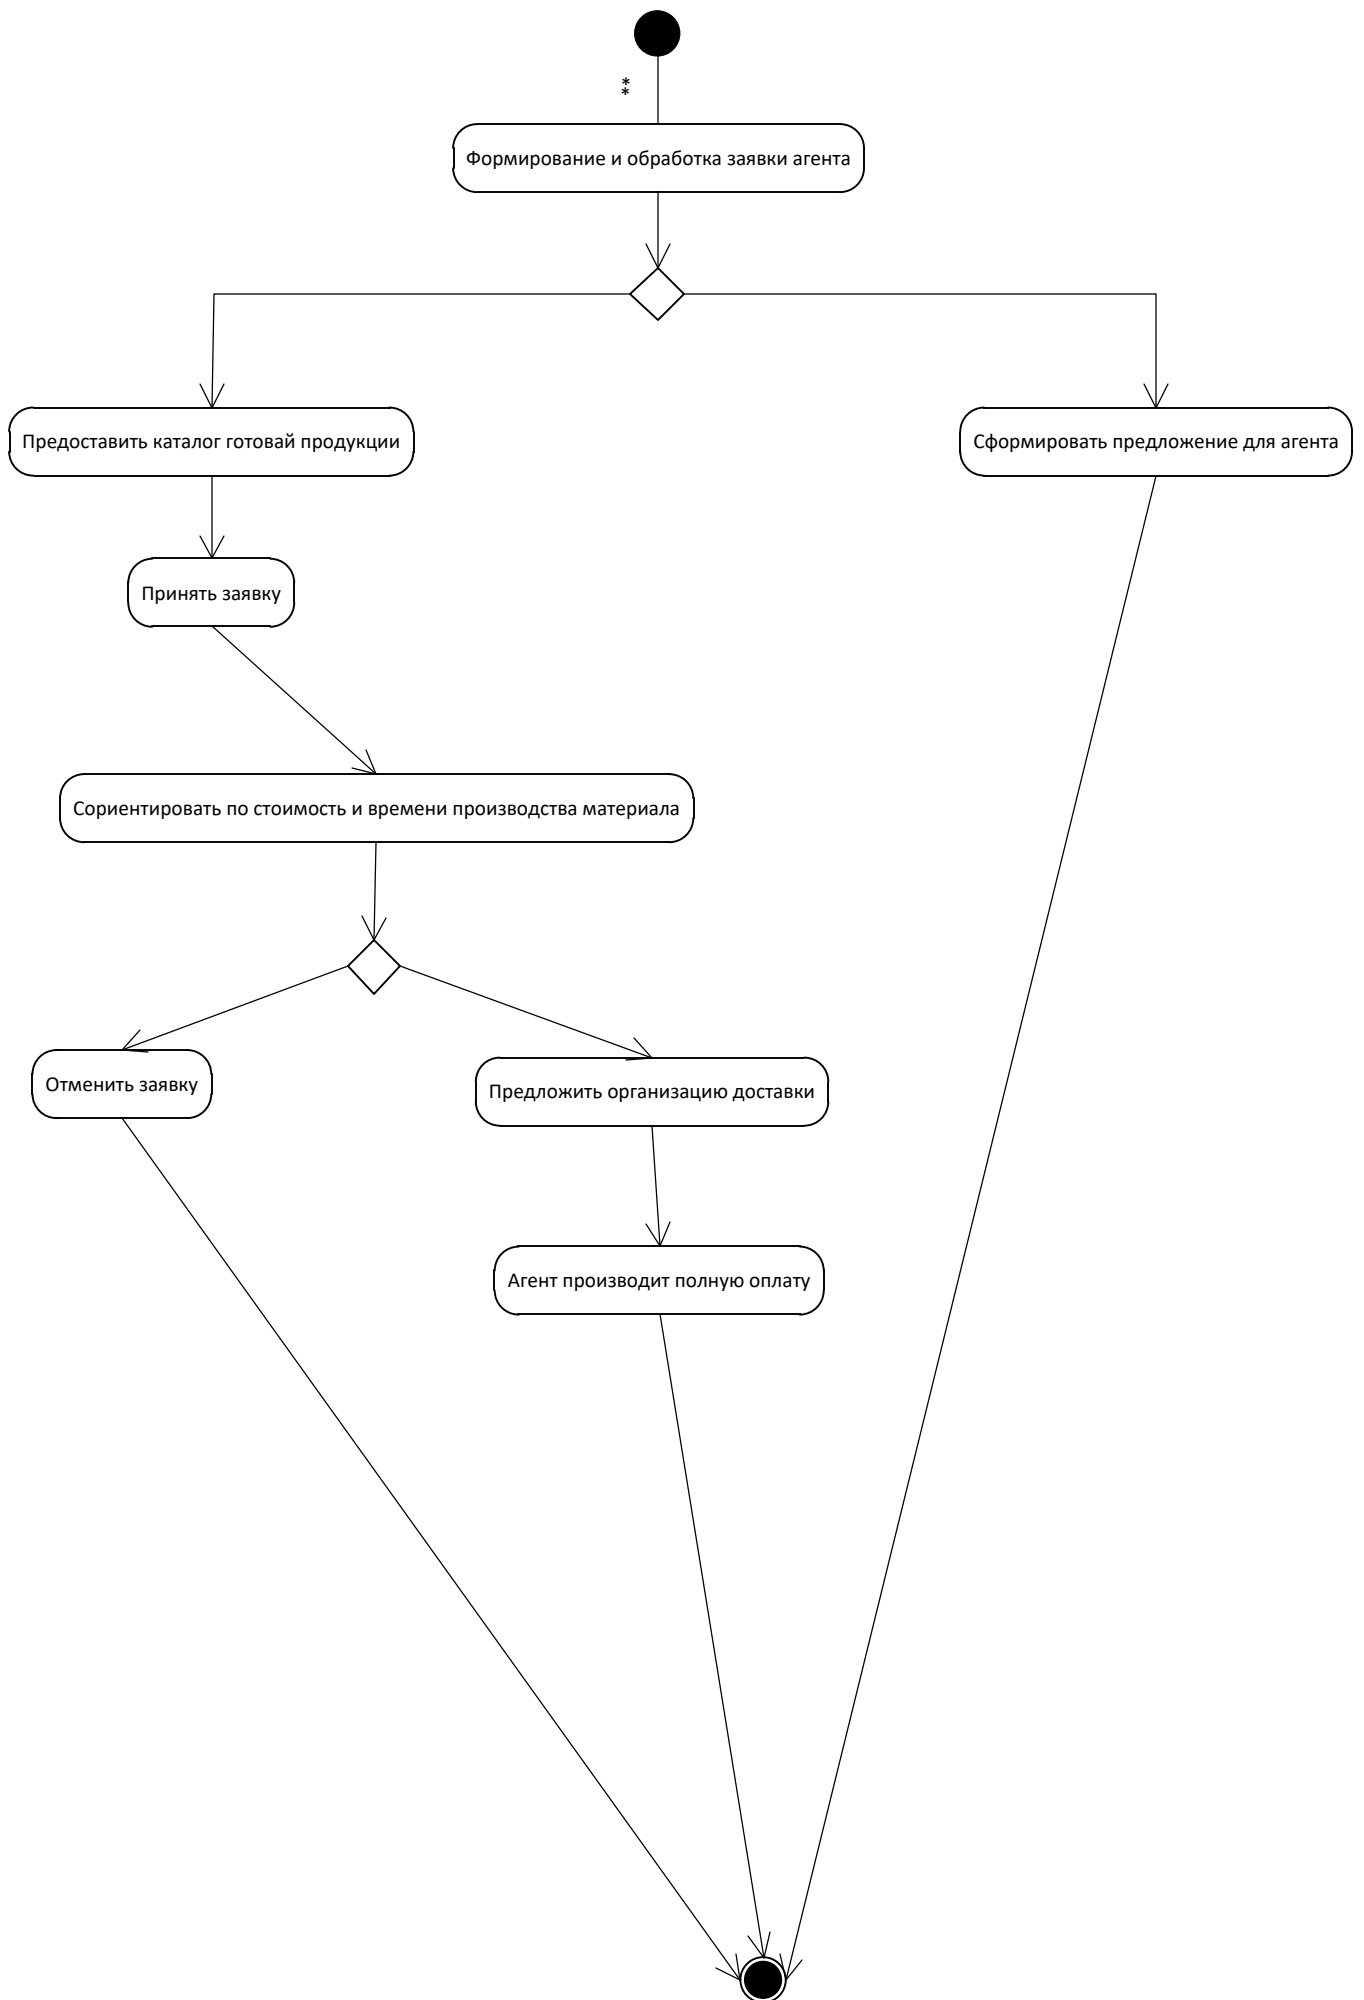 *
*
Формирование и обработка заявки агента
Предоставить каталог готовай продукции
Сформировать предложение для агента
Принять заявку
Сориентировать по стоимость и времени производства материала
Отменить заявку
Предложить организацию доставки
Агент производит полную оплату